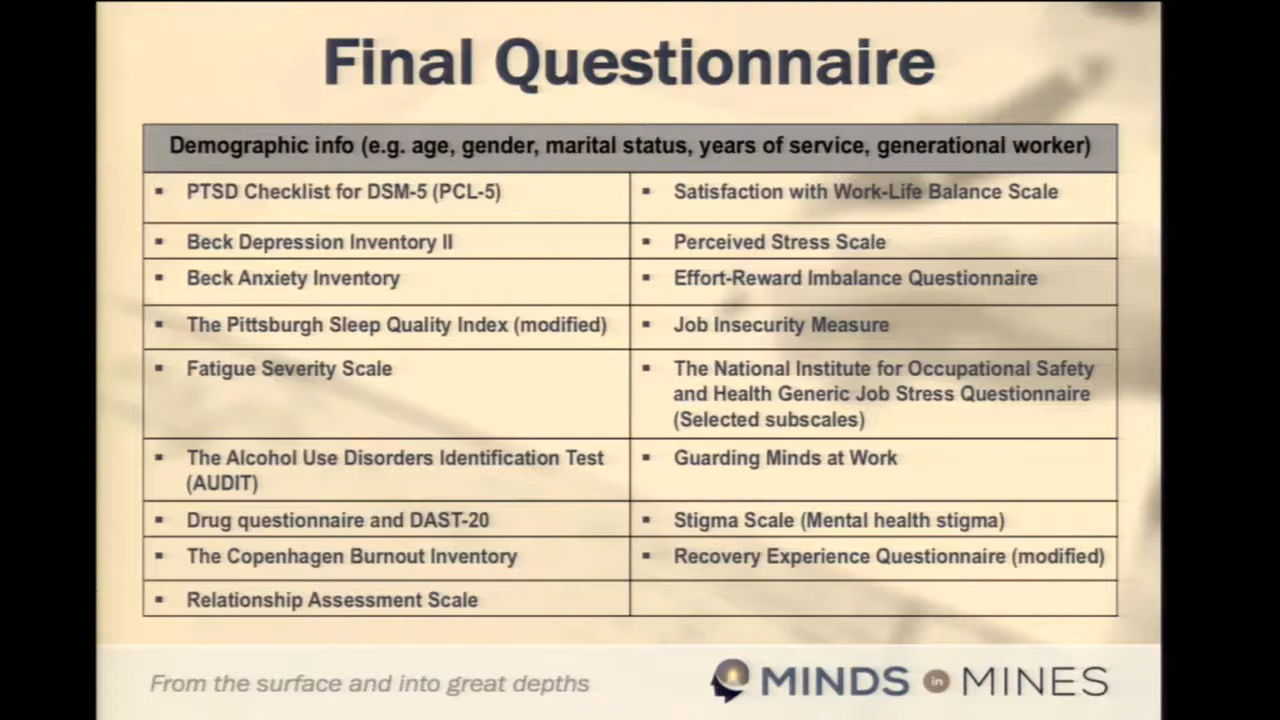 Final Questionnaire
Demographic info (e.g. age, gender, marital status, years of service, generational worker)
▪ PTSD Checklist for DSM-5 (PCL-5)
▪ Satisfaction with Work-Life Balance Scale
▪ Beck Depression Inventory II
▪ Perceived Stress Scale
▪ Beck Anxiety Inventory
▪ Effort-Reward Imbalance Questionnaire
▪ The Pittsburgh Sleep Quality Index (modified)
▪ Job Insecurity Measure
▪ Fatigue Severity Scale
▪ The National Institute for Occupational Safety
and Health Generic Job Stress Questionnaire
(Selected subscales)
▪ The Alcohol Use Disorders Identification Test
(AUDIT)
▪ Guarding Minds at Work
▪ Drug questionnaire and DAST-20
▪ Stigma Scale (Mental health stigma)
▪ The Copenhagen Burnout Inventory
▪ Recovery Experience Questionnaire (modified)
▪ Relationship Assessment Scale
From the surface and into great depths
MINDS in MINES